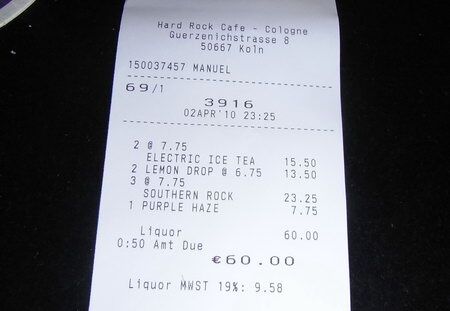 Hard Rock Cafe - Cologne
Guerzenichstrasse 8
50667 Koln
150037457 MANUEL
69/1
3916
02APR'10 23:25
2 @ 7.75
ELECTRIC ICE TEA 15.50
2 LEMON DROP @ 6.75 13.50
3 @ 7.75
SOUTHERN ROCK 23.25
1 PURPLE HAZE 7.75
Liquor 60.00
0:50 Amt Due
€60.00
Liquor MWST 19%: 9.58